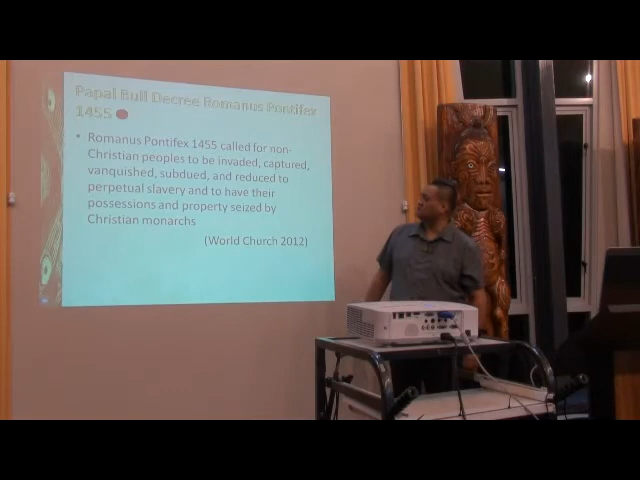 Papal Bull Decree Romanus Pontifex
1455
• Romanus Pontifex 1455 called for non-
Christian peoples to be invaded, captured,
vanquished, subdued, and reduced to
perpetual slavery and to have their
possessions and property seized by
Christian monarchs
(World Church 2012)